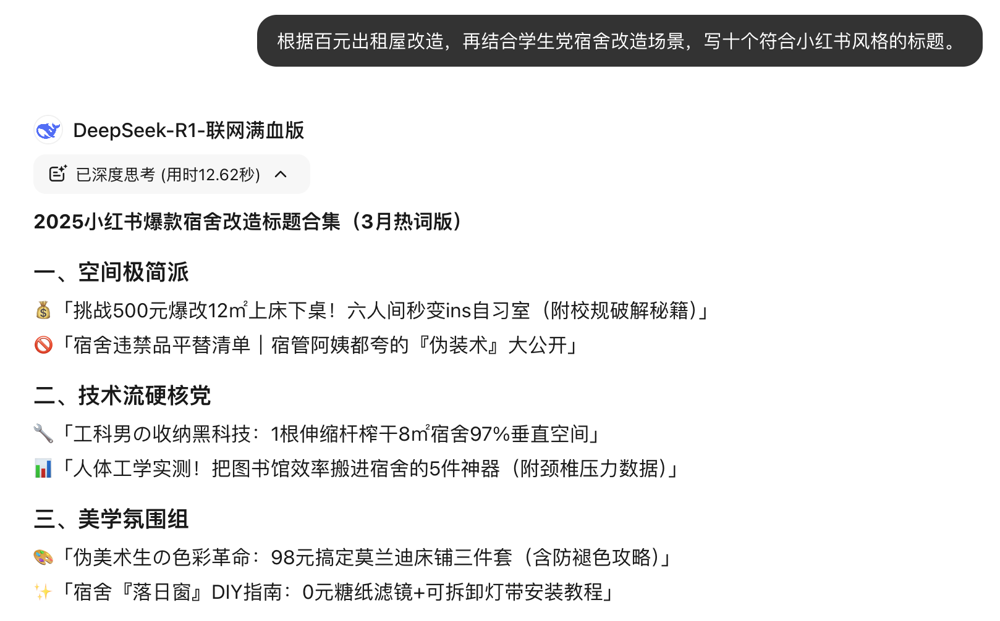 根据百元出租屋改造，再结合学生党宿舍改造场景，写十个符合小红书风格的标题。
DeepSeek-R1-联网满血版
已深度思考 (用时12.62秒)
2025小红书爆款宿舍改造标题合集（3月热词版）
一、空间极简派
💰「挑战500元爆改12㎡上床下桌！六人间秒变ins自习室（附校规破解秘籍）」
🚫「宿舍违禁品平替清单｜宿管阿姨都夸的『伪装术』大公开」
二、技术流硬核党
🔧「工科男の收纳黑科技：1根伸缩杆榨干8㎡宿舍97%垂直空间」
📊「人体工学实测！把图书馆效率搬进宿舍的5件神器（附颈椎压力数据）」
三、美学氛围组
🎨「伪美术生の色彩革命：98元搞定莫兰迪床铺三件套（含防褪色攻略）」
✨「宿舍『落日窗』DIY指南：0元糖纸滤镜+可拆卸灯带安装教程」